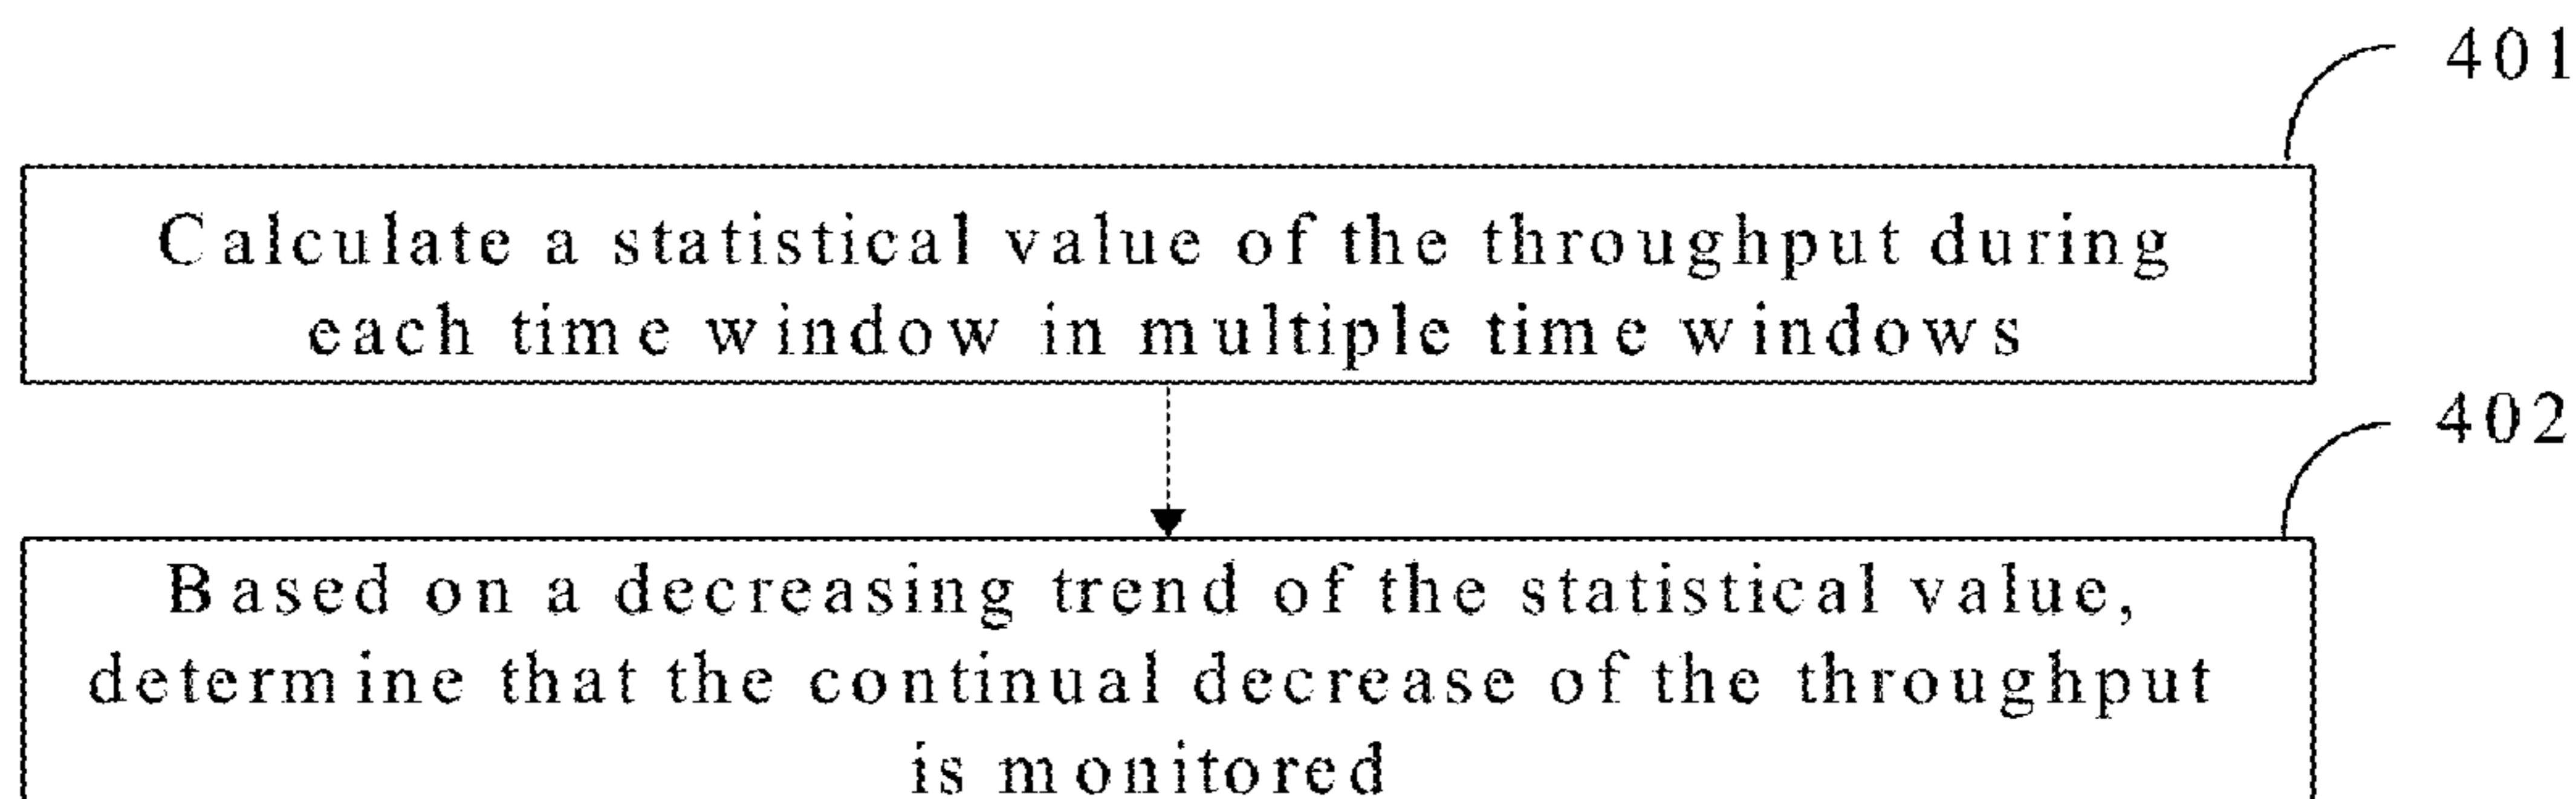 401
Calculate a statistical value of the throughput during
each time window in multiple time windows
402
Based on a decreasing trend of the statistical value,
determine that the continual decrease of the throughput
is monitored